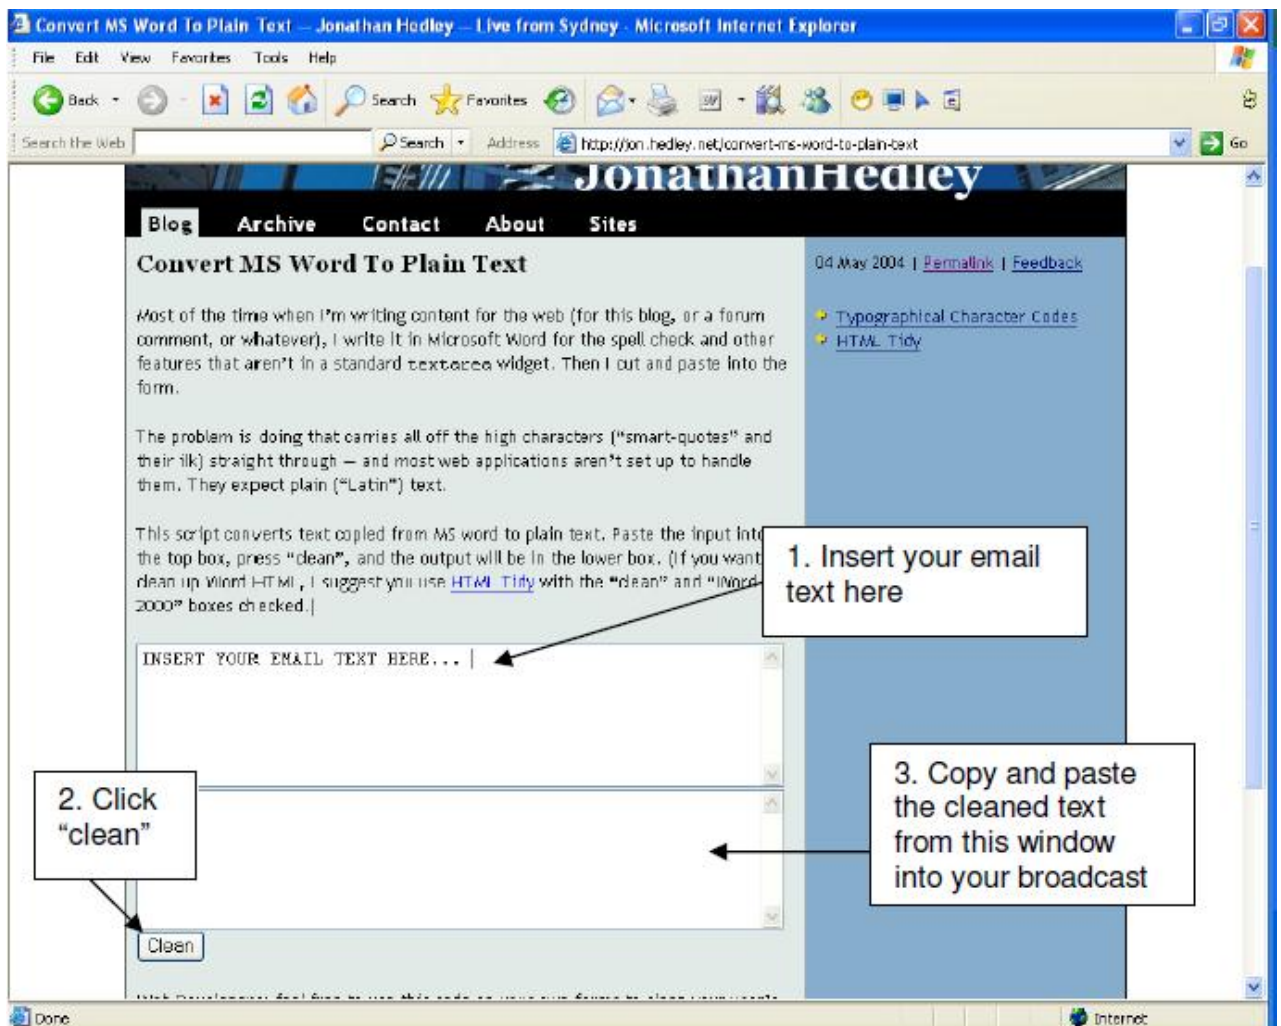 Convert MS Word To Plain Text — Jonathan Hedley — Live from Sydney - Microsoft Internet Explorer
File Edit View Favorites Tools Help
Back Search Favorites
Search the Web Search Address http://jon.hedley.net/convert-ms-word-to-plain-text Go
JonathanHedley
Blog Archive Contact About Sites
Convert MS Word To Plain Text
04 May 2004 | Permalink | Feedback
Most of the time when I'm writing content for the web (for this blog, or a forum
comment, or whatever), I write it in Microsoft Word for the spell check and other
features that aren't in a standard textarea widget. Then I cut and paste into the
form.
Typographical Character Codes
HTML Tidy
The problem is doing that carries all off the high characters ("smart-quotes" and
their ilk) straight through — and most web applications aren't set up to handle
them. They expect plain ("Latin") text.
This script converts text copied from MS word to plain text. Paste the input into
the top box, press "clean", and the output will be in the lower box. (If you want
clean up Word HTML, I suggest you use HTML Tidy with the "clean" and "Word
2000" boxes checked.
1. Insert your email
text here
INSERT YOUR EMAIL TEXT HERE...
2. Click
"clean"
3. Copy and paste
the cleaned text
from this window
into your broadcast
Clean
Done Internet